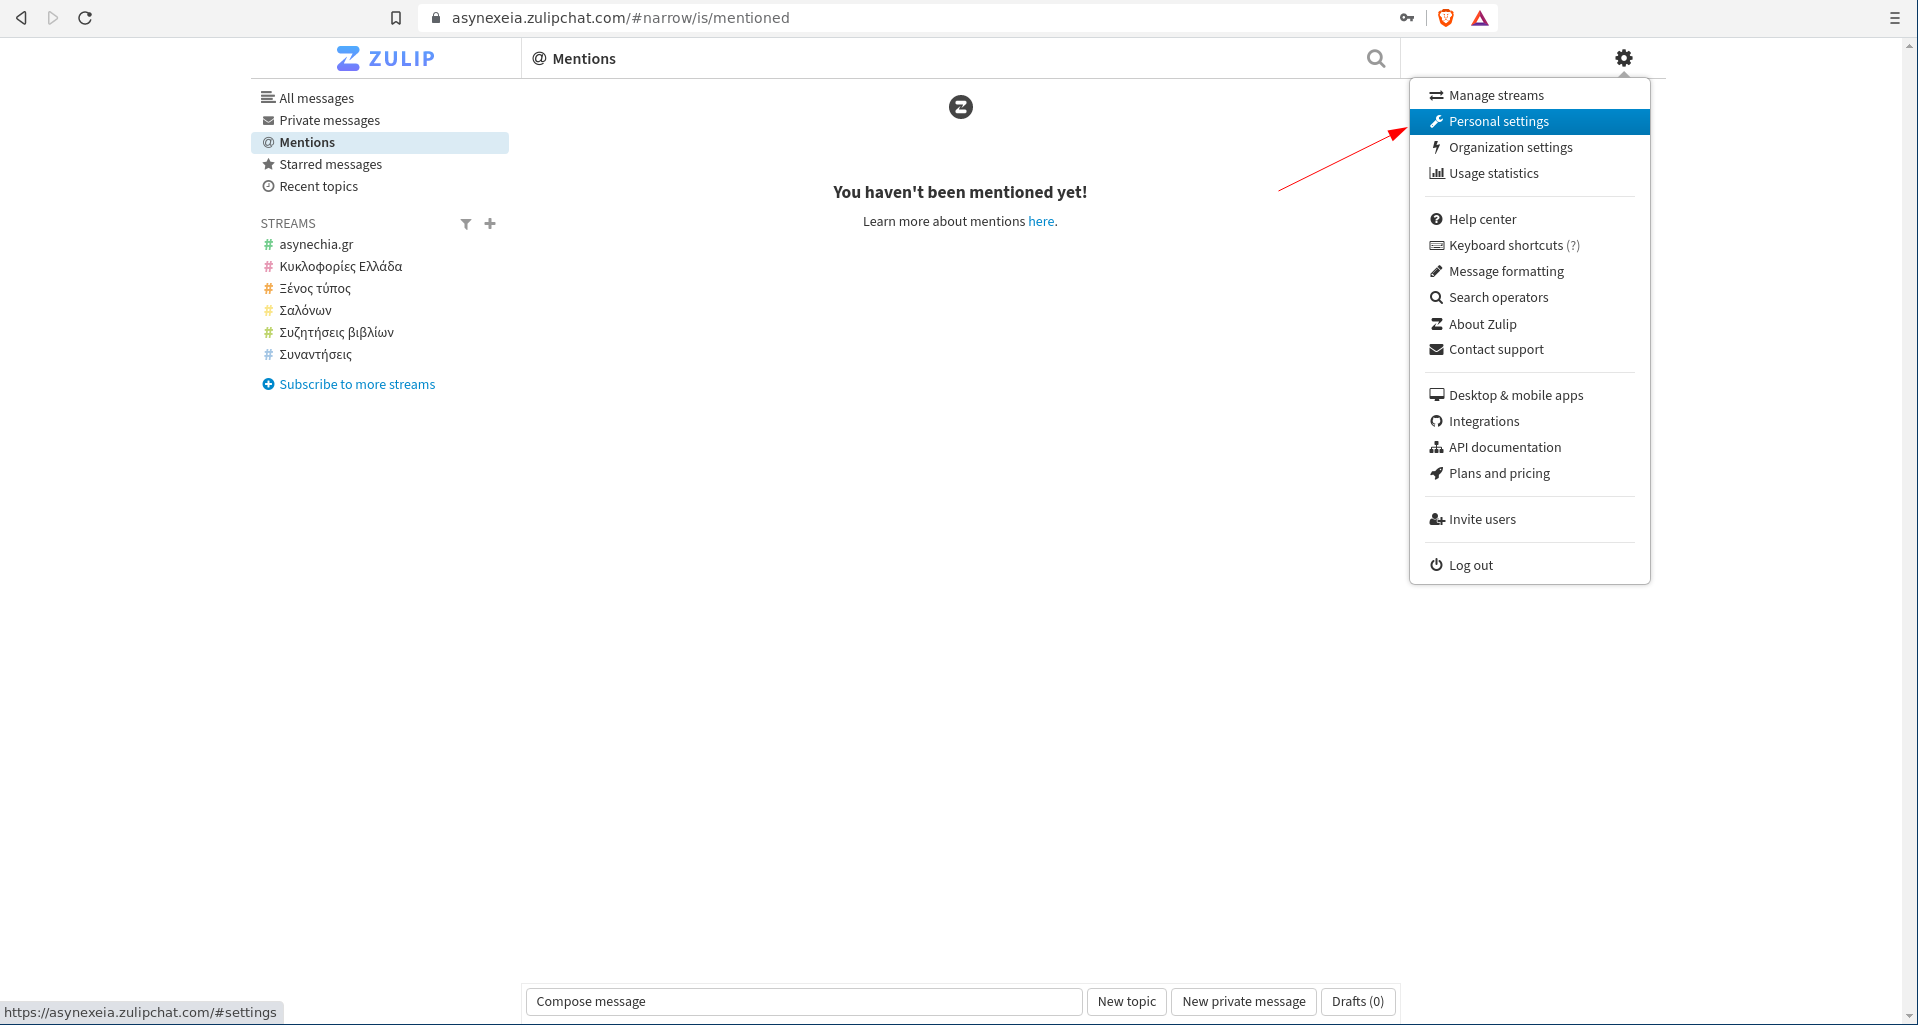 asynexeia.zulipchat.com/#narrow/is/mentioned
ZULIP
@ Mentions
All messages
Private messages
@ Mentions
Starred messages
Recent topics
STREAMS
# asynechia.gr
# Κυκλοφορίες Ελλάδα
# Ξένος τύπος
# Σαλόνων
# Συζητήσεις βιβλίων
# Συναντήσεις
Subscribe to more streams
You haven't been mentioned yet!
Learn more about mentions here.
Manage streams
Personal settings
Organization settings
Usage statistics
Help center
Keyboard shortcuts (?)
Message formatting
Search operators
About Zulip
Contact support
Desktop & mobile apps
Integrations
API documentation
Plans and pricing
Invite users
Log out
Compose message
New topic
New private message
Drafts (0)
https://asynexeia.zulipchat.com/#settings